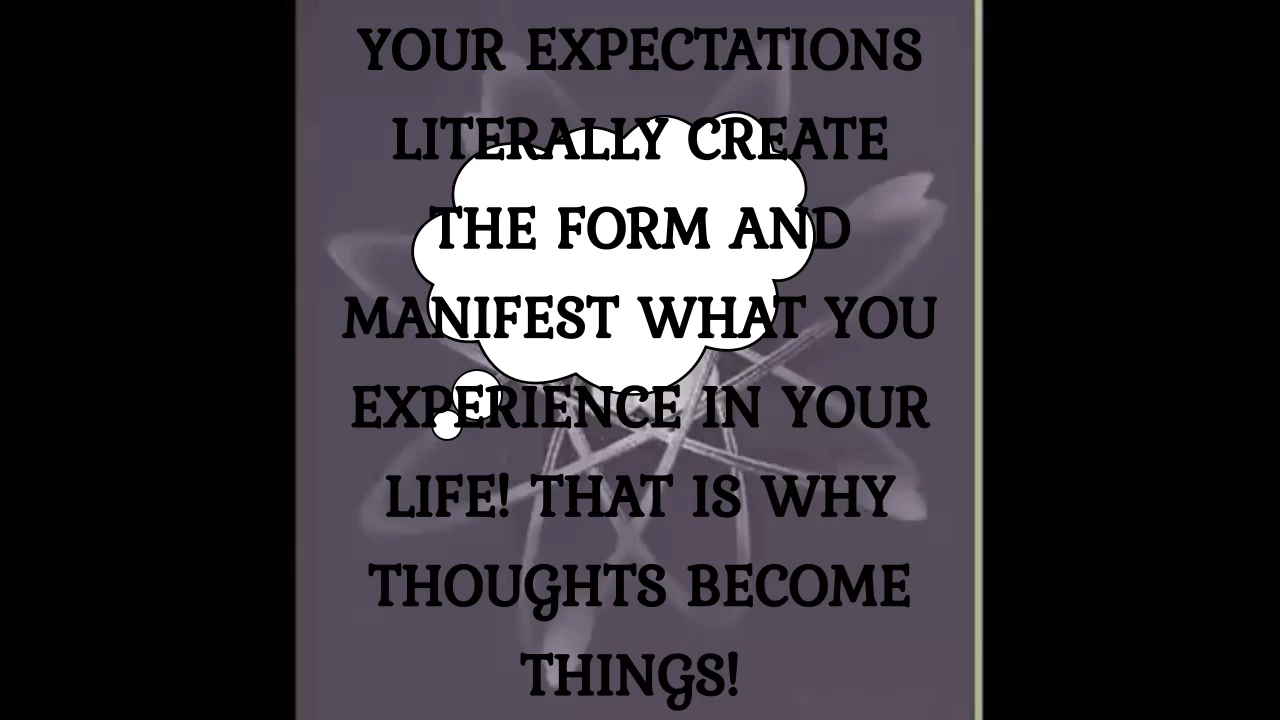 YOUR EXPECTATIONS
LITERALLY CREATE
THE FORM AND
MANIFEST WHAT YOU
EXPERIENCE IN YOUR
LIFE! THAT IS WHY
THOUGHTS BECOME
THINGS!